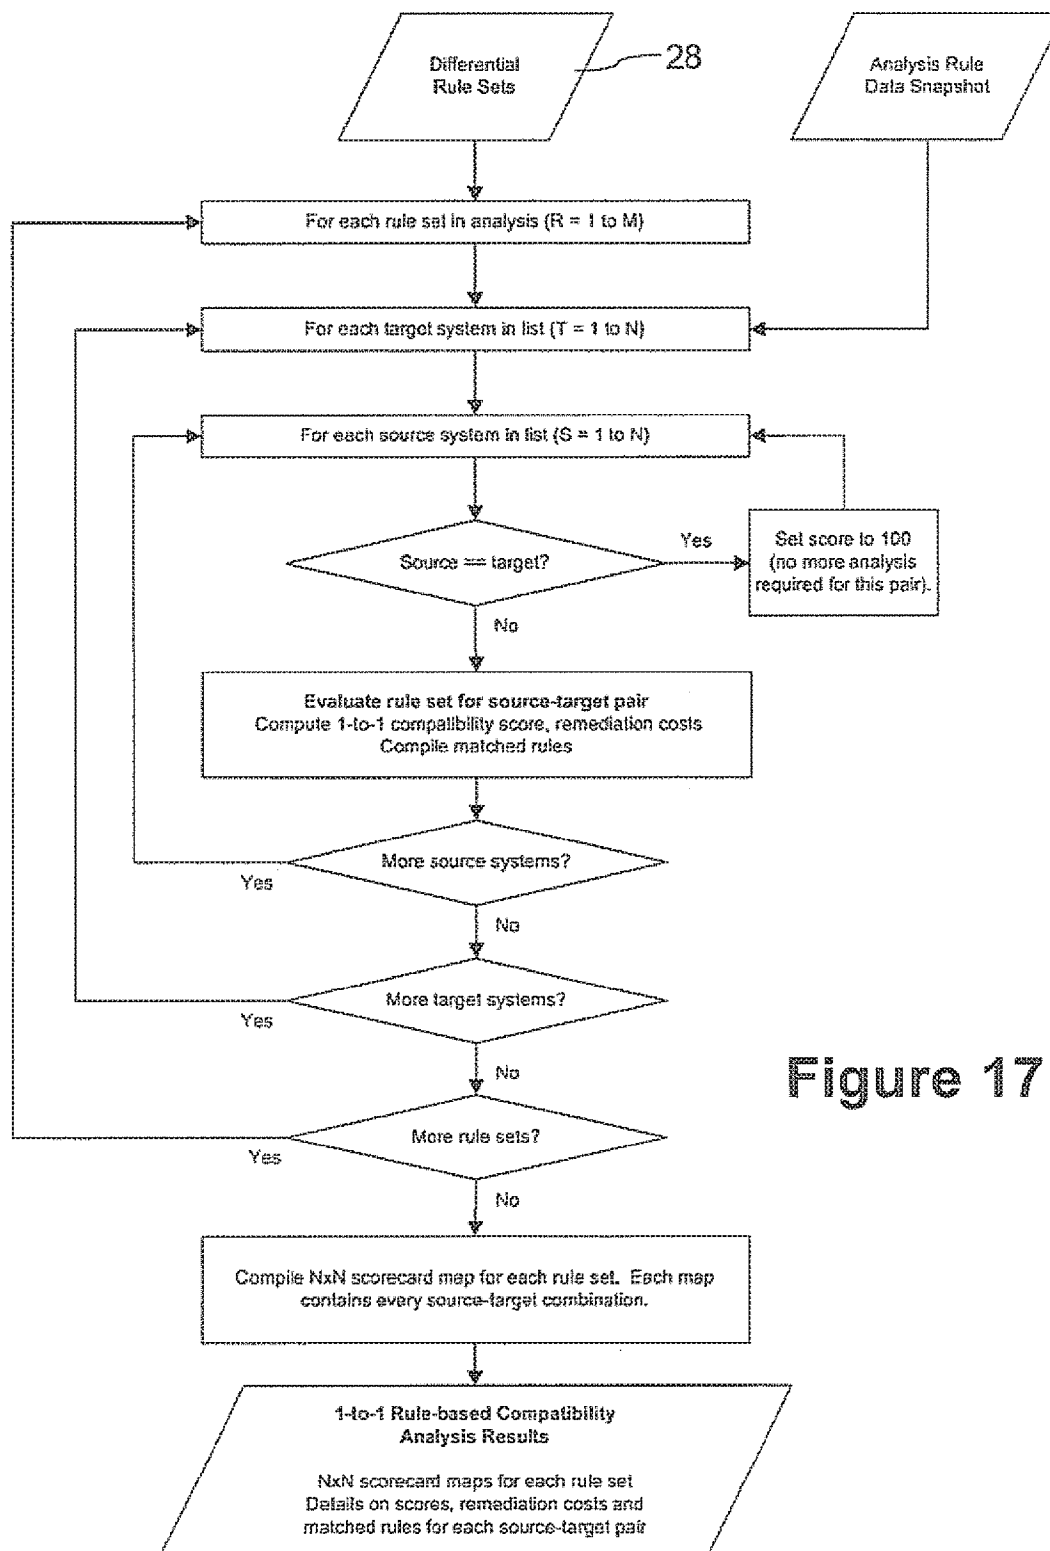 Differential
Rule Sets
28
Analysis Rule
Data Snapshot
For each rule set in analysis (R = 1 to M)
For each target system in list (T = 1 to N)
For each source system in list (S = 1 to N)
Source == target?
Yes
Set score to 100
(no more analysis
required for this pair).
No
Evaluate rule set for source-target pair
Compute 1-to-1 compatibility score, remediation costs
Compile matched rules
More source systems?
Yes
No
More target systems?
Yes
No
Figure 17
More rule sets?
Yes
No
Compile NxN scorecard map for each rule set. Each map
contains every source-target combination.
1-to-1 Rule-based Compatibility
Analysis Results
NxN scorecard maps for each rule set
Details on scores, remediation costs and
matched rules for each source-target pair